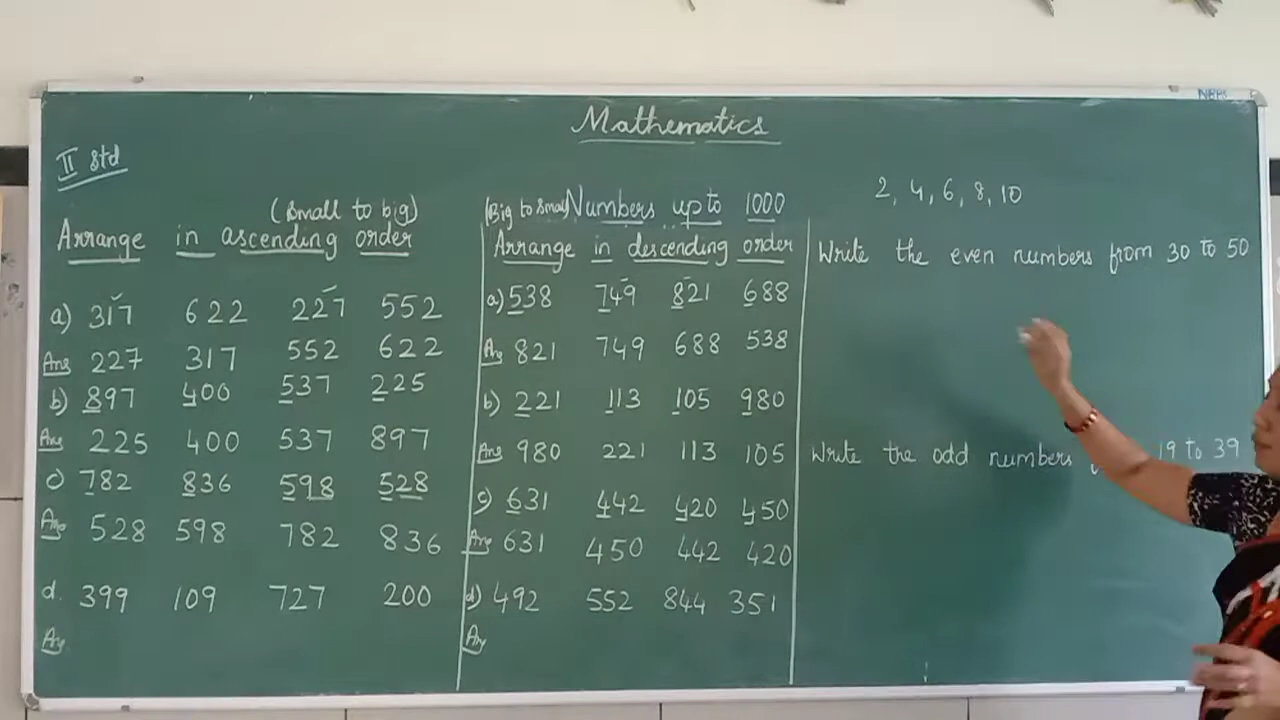 NRPS
Mathematics
II Std
(Small to big)
Arrange in ascending order
a) 317 622 227 552
Ans 227 317 552 622
b) 897 400 537 225
Ans 225 400 537 897
c) 782 836 598 528
Ans 528 598 782 836
d. 399 109 727 200
An
(Big to Small) Numbers up to 1000
Arrange in descending order
a) 538 749 821 688
An 821 749 688 538
b) 221 113 105 980
Ans 980 221 113 105
c) 631 442 420 450
Ans 631 450 442 420
d) 492 552 844 351
An
2, 4, 6, 8, 10
Write the even numbers from 30 to 50
Write the odd numbers 19 to 39